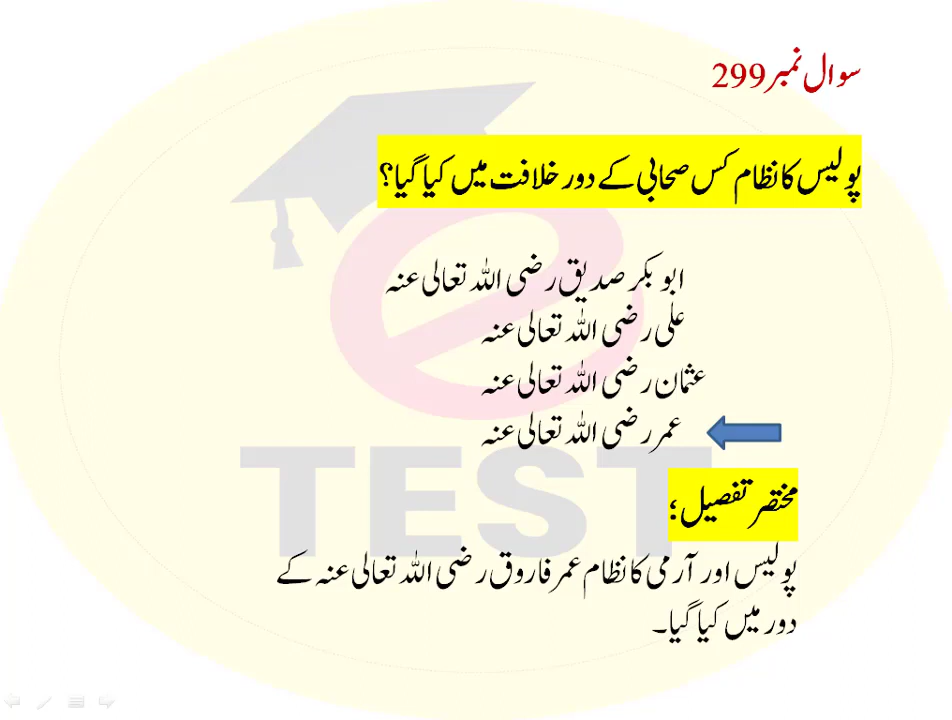 سوال نمبر 299
پولیس کا نظام کس صحابی کے دور خلافت میں کیا گیا؟
ابو بکر صدیق رضی اللہ تعالی عنہ
علی رضی اللہ تعالی عنہ
عثمان رضی اللہ تعالی عنہ
عمر رضی اللہ تعالی عنہ
مختصر تفصیل؛
پولیس اور آرمی کا نظام عمر فاروق رضی اللہ تعالی عنہ کے
دور میں کیا گیا۔
e
TEST